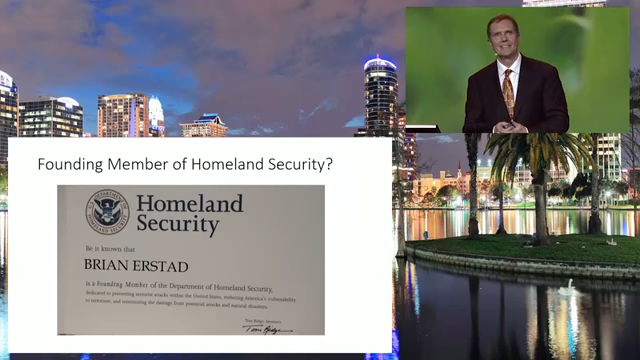 Founding Member of Homeland Security?
Homeland
Security
Be it known that
BRIAN ERSTAD
is a Founding Member of the Department of Homeland Security,
dedicated to preventing terrorist attacks within the United States, reducing America's vulnerability
to terrorism, and minimizing the damage from potential attacks and natural disasters.
Tom Ridge, Secretary
Tom Ridge